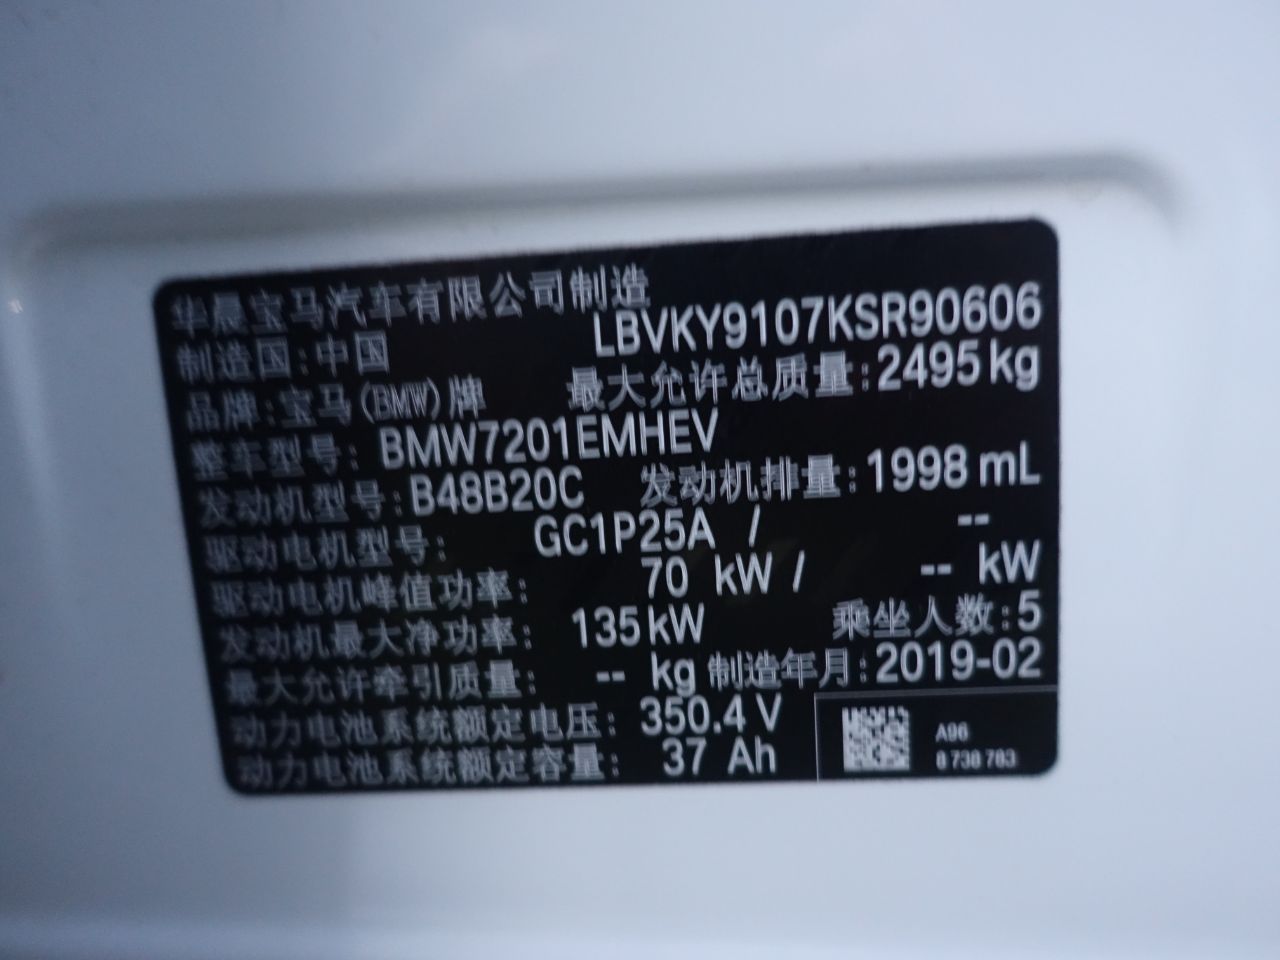 华晨宝马汽车有限公司制造
制造国:中国 LBVKY9107KSR90606
品牌:宝马(BMW)牌 最大允许总质量:2495 kg
整车型号: BMW7201EMHEV
发动机型号: B48B20C 发动机排量: 1998 mL
驱动电机型号: GC1P25A / --
驱动电机峰值功率: 70 kW / -- kW
发动机最大净功率: 135 kW 乘坐人数: 5
最大允许牵引质量: -- kg 制造年月: 2019-02
动力电池系统额定电压: 350.4 V
动力电池系统额定容量: 37 Ah
A96
8 738 783